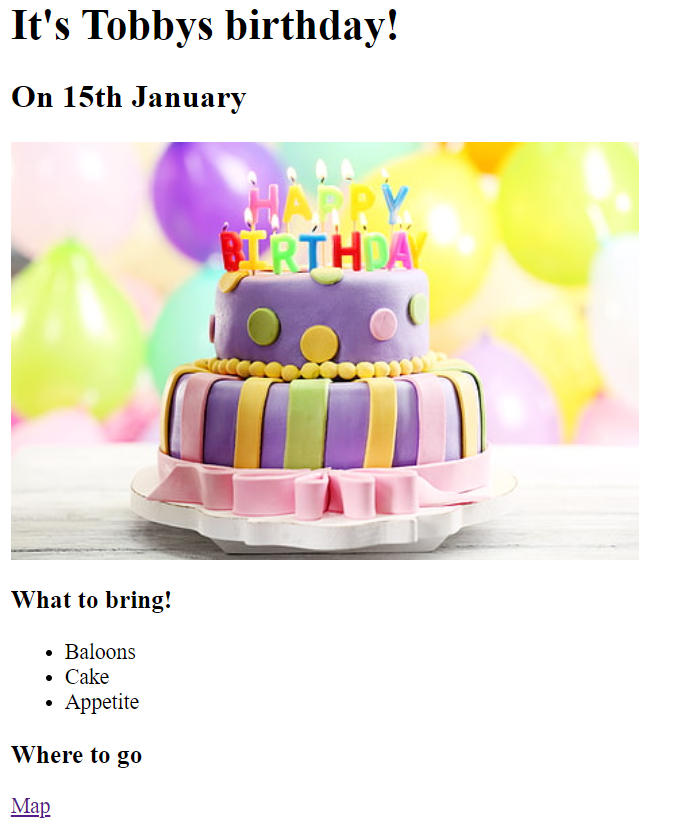 It's Tobbys birthday!
On 15th January
HAPPY
BIRTHDAY
What to bring!
Baloons
Cake
Appetite
Where to go
Map